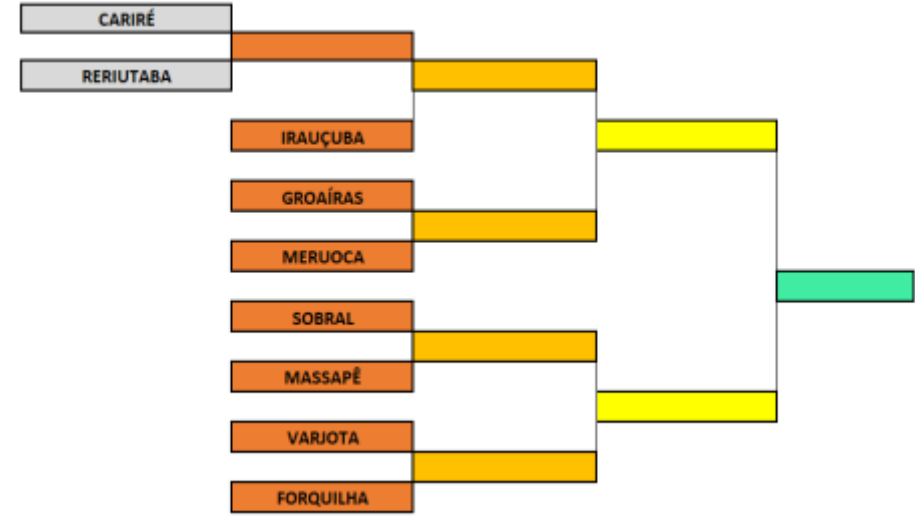 CARIRÉ
RERIUTABA
IRAUÇUBA
GROAÍRAS
MERUOCA
SOBRAL
MASSAPÊ
VARJOTA
FORQUILHA